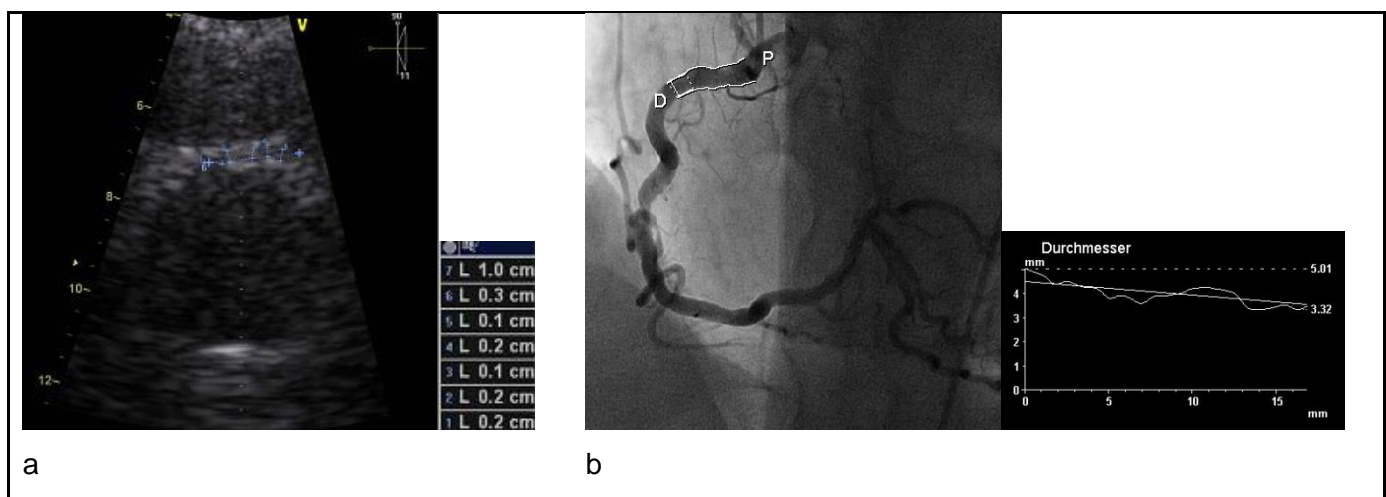 V
90
11
6
8
10
12
7 L 1.0 cm
6 L 0.3 cm
5 L 0.1 cm
4 L 0.2 cm
3 L 0.1 cm
2 L 0.2 cm
1 L 0.2 cm
a
P
D
b
Durchmesser
mm
5.01
4
3
3.32
2
1
0
0 5 10 15
mm